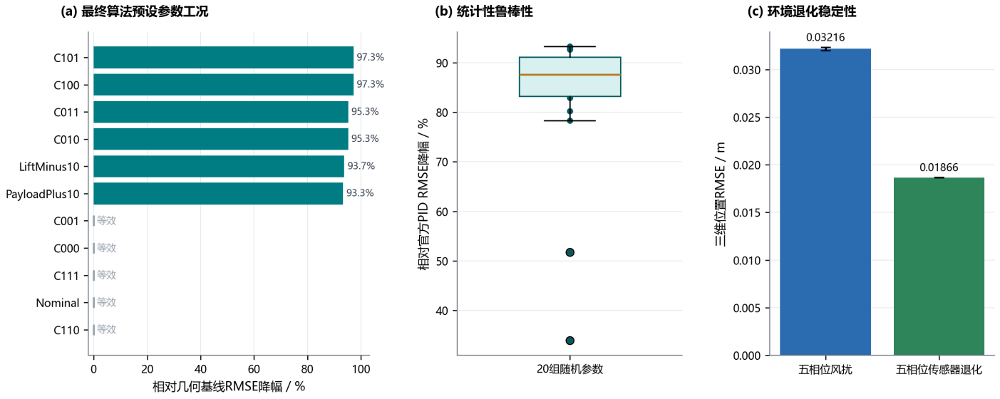 (a) 最终算法预设参数工况
C101
97.3%
C100
97.3%
C011
95.3%
C010
95.3%
LiftMinus10
93.7%
PayloadPlus10
93.3%
C001
等效
C000
等效
C111
等效
Nominal
等效
C110
等效
0
20
40
60
80
100
相对几何基线RMSE降幅 / %
(b) 统计性鲁棒性
相对官方PID RMSE降幅 / %
90
80
70
60
50
40
20组随机参数
(c) 环境退化稳定性
三维位置RMSE / m
0.030
0.025
0.020
0.015
0.010
0.005
0.000
0.03216
0.01866
五相位风扰
五相位传感器退化